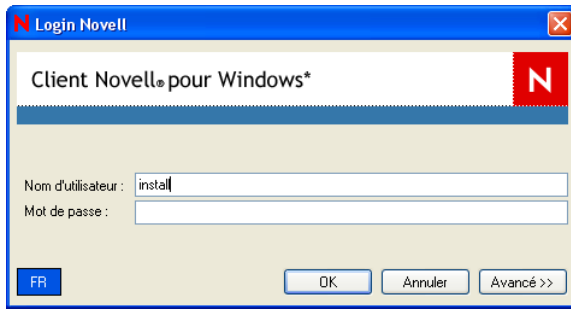 N Login Novell
Client Novell® pour Windows*
N
Nom d'utilisateur : install
Mot de passe :
FR
OK
Annuler
Avancé >>